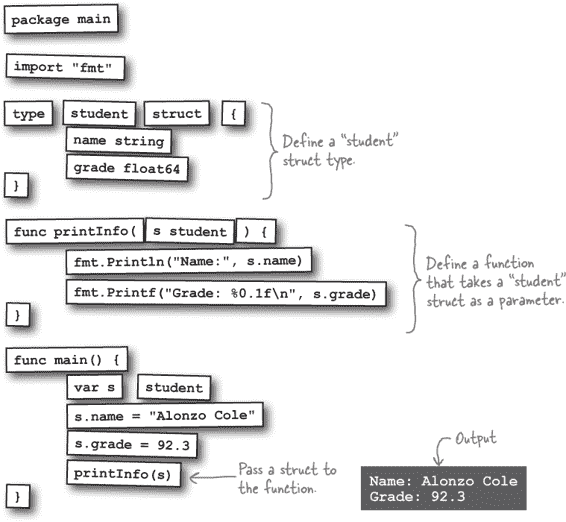 package main
import "fmt"
type student struct {
name string
grade float64
}
Define a "student"
struct type.
func printInfo( s student ) {
fmt.Println("Name:", s.name)
fmt.Printf("Grade: %0.1f\n", s.grade)
}
Define a function
that takes a "student"
struct as a parameter.
func main() {
var s student
s.name = "Alonzo Cole"
s.grade = 92.3
printInfo(s)
}
Pass a struct to
the function.
Output
Name: Alonzo Cole
Grade: 92.3